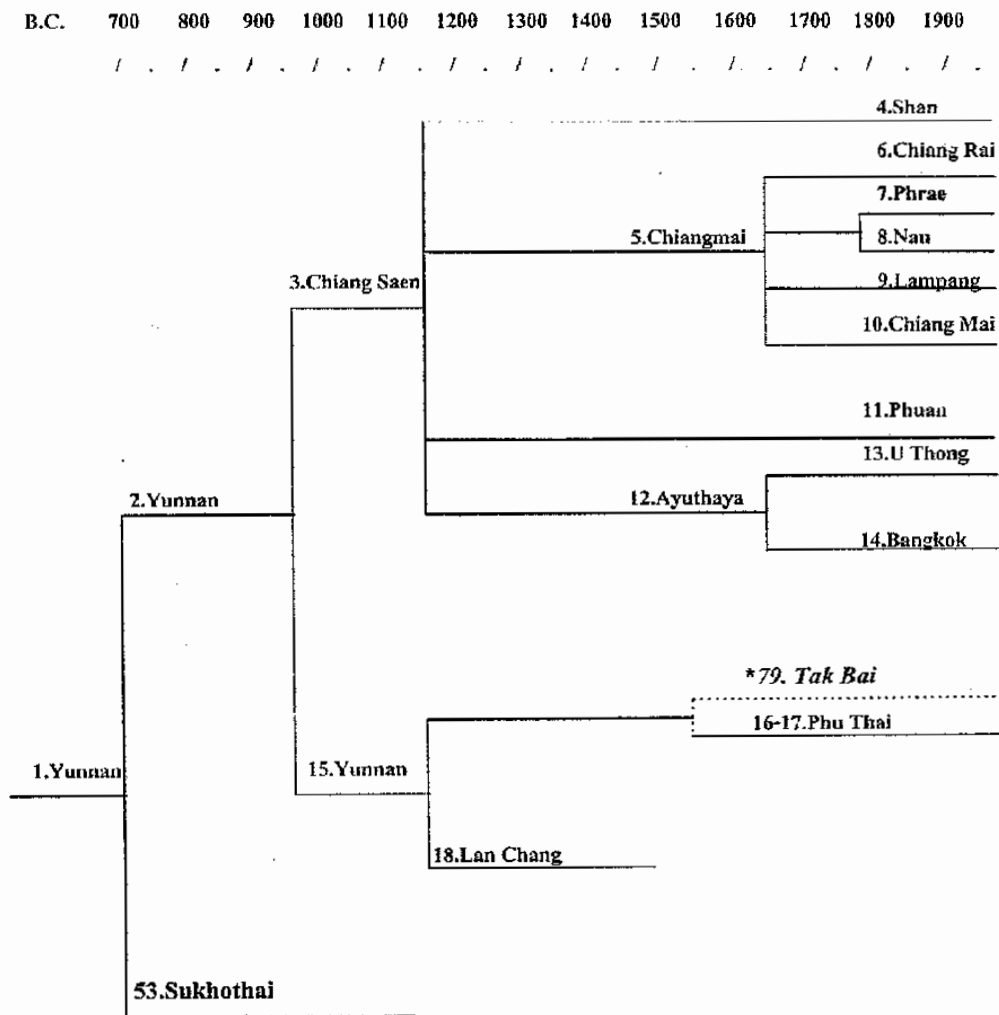 B.C. 700 800 900 1000 1100 1200 1300 1400 1500 1600 1700 1800 1900
/ . / . / . / . / . / . / . / . / . / . / . / . / .
4.Shan
6.Chiang Rai
7.Phrae
5.Chiangmai
8.Nan
3.Chiang Saen
9.Lampang
10.Chiang Mai
11.Phuan
13.U Thong
2.Yunnan
12.Ayuthaya
14.Bangkok
*79. Tak Bai
16-17.Phu Thai
1.Yunnan
15.Yunnan
18.Lan Chang
53.Sukhothai